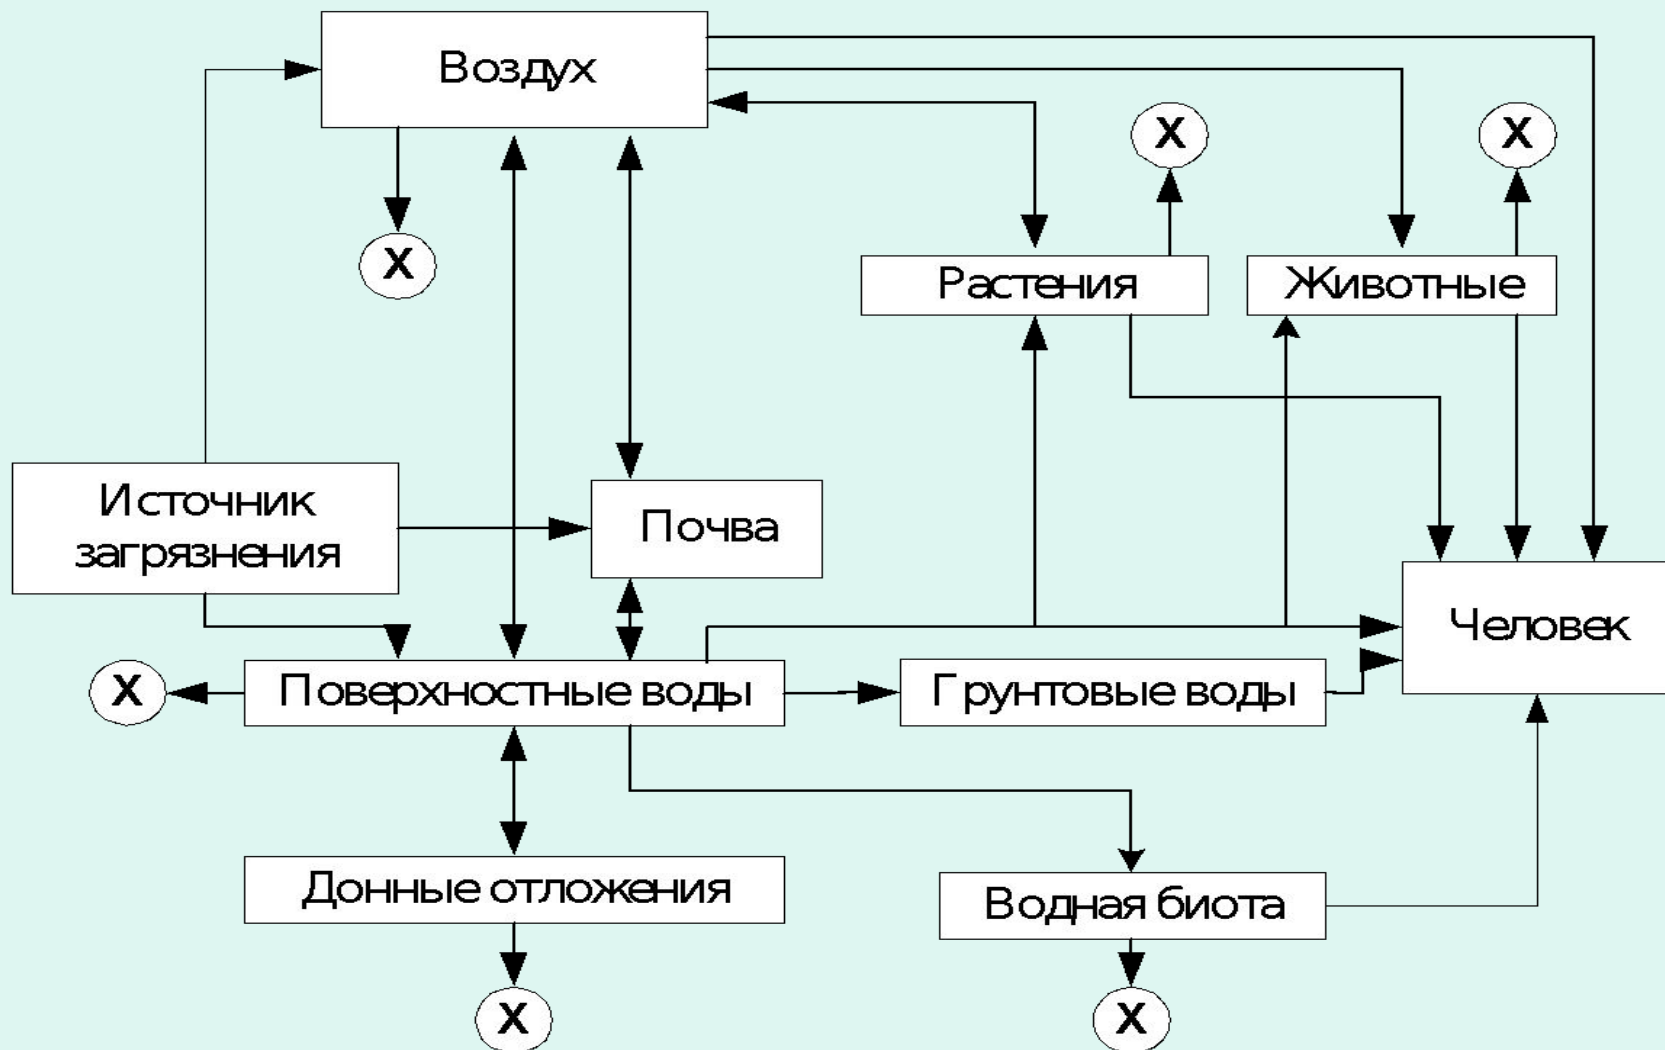 Воздух
X
X
X
Растения
Животные
Источник
загрязнения
Почва
Человек
X
Поверхностные воды
Грунтовые воды
Донные отложения
Водная биота
X
X